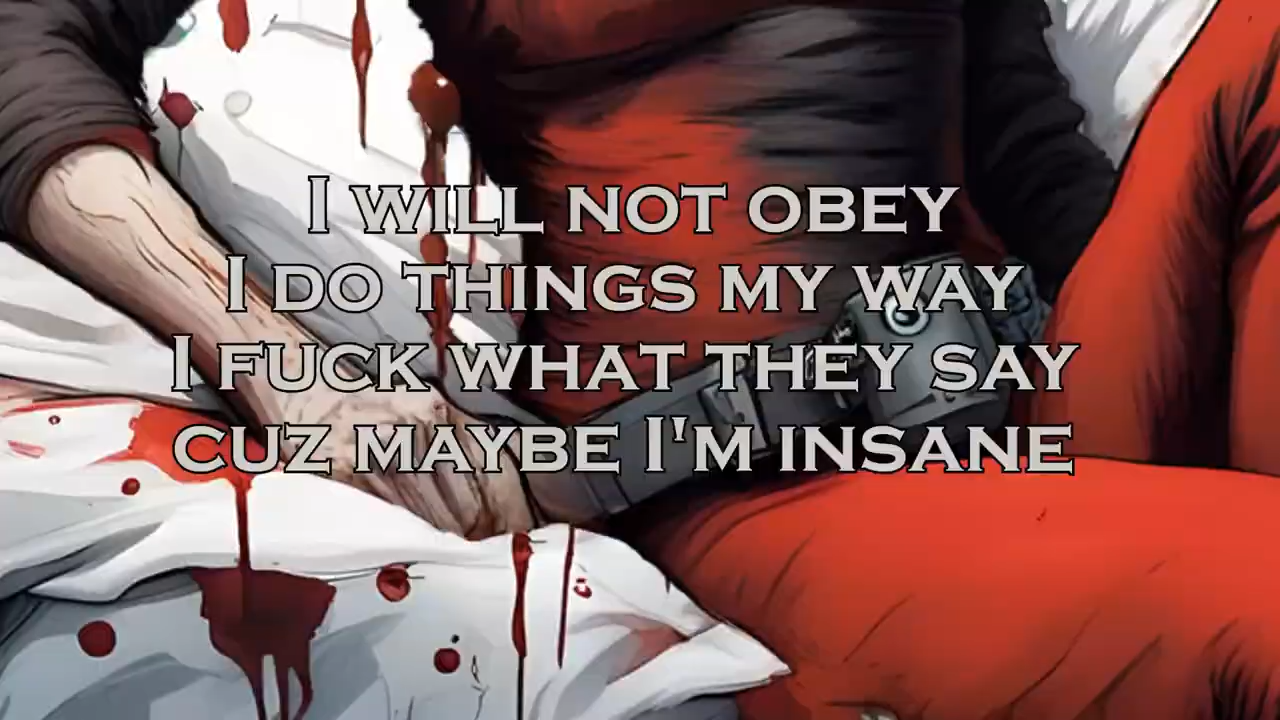 I WILL NOT OBEY
I DO THINGS MY WAY
I FUCK WHAT THEY SAY
CUZ MAYBE I'M INSANE